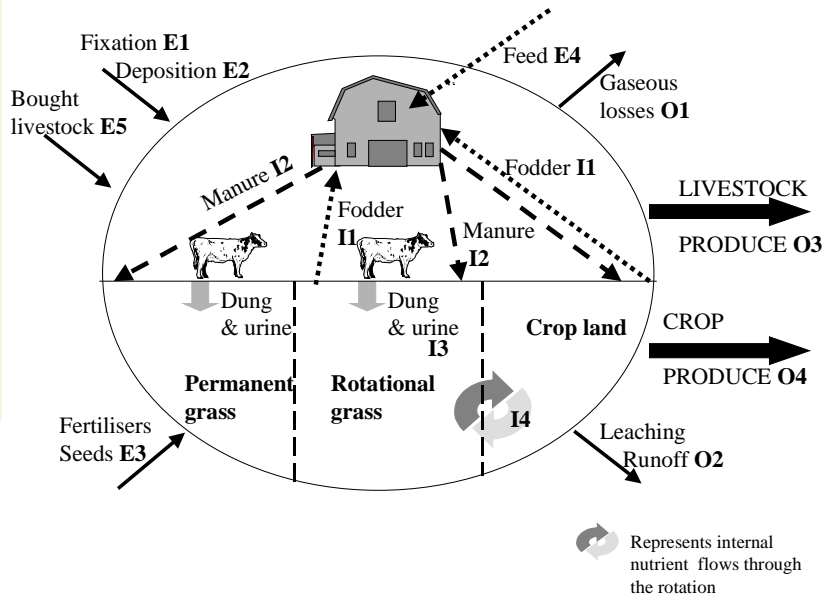 Fixation E1
Deposition E2
Feed E4
Gaseous
losses O1
Bought
livestock E5
Manure I2
Fodder
I1
Fodder I1
Manure
I2
LIVESTOCK
PRODUCE O3
Dung
& urine
Dung
& urine
I3
Crop land
CROP
PRODUCE O4
Permanent
grass
Rotational
grass
I4
Fertilisers
Seeds E3
Leaching
Runoff O2
Represents internal
nutrient flows through
the rotation